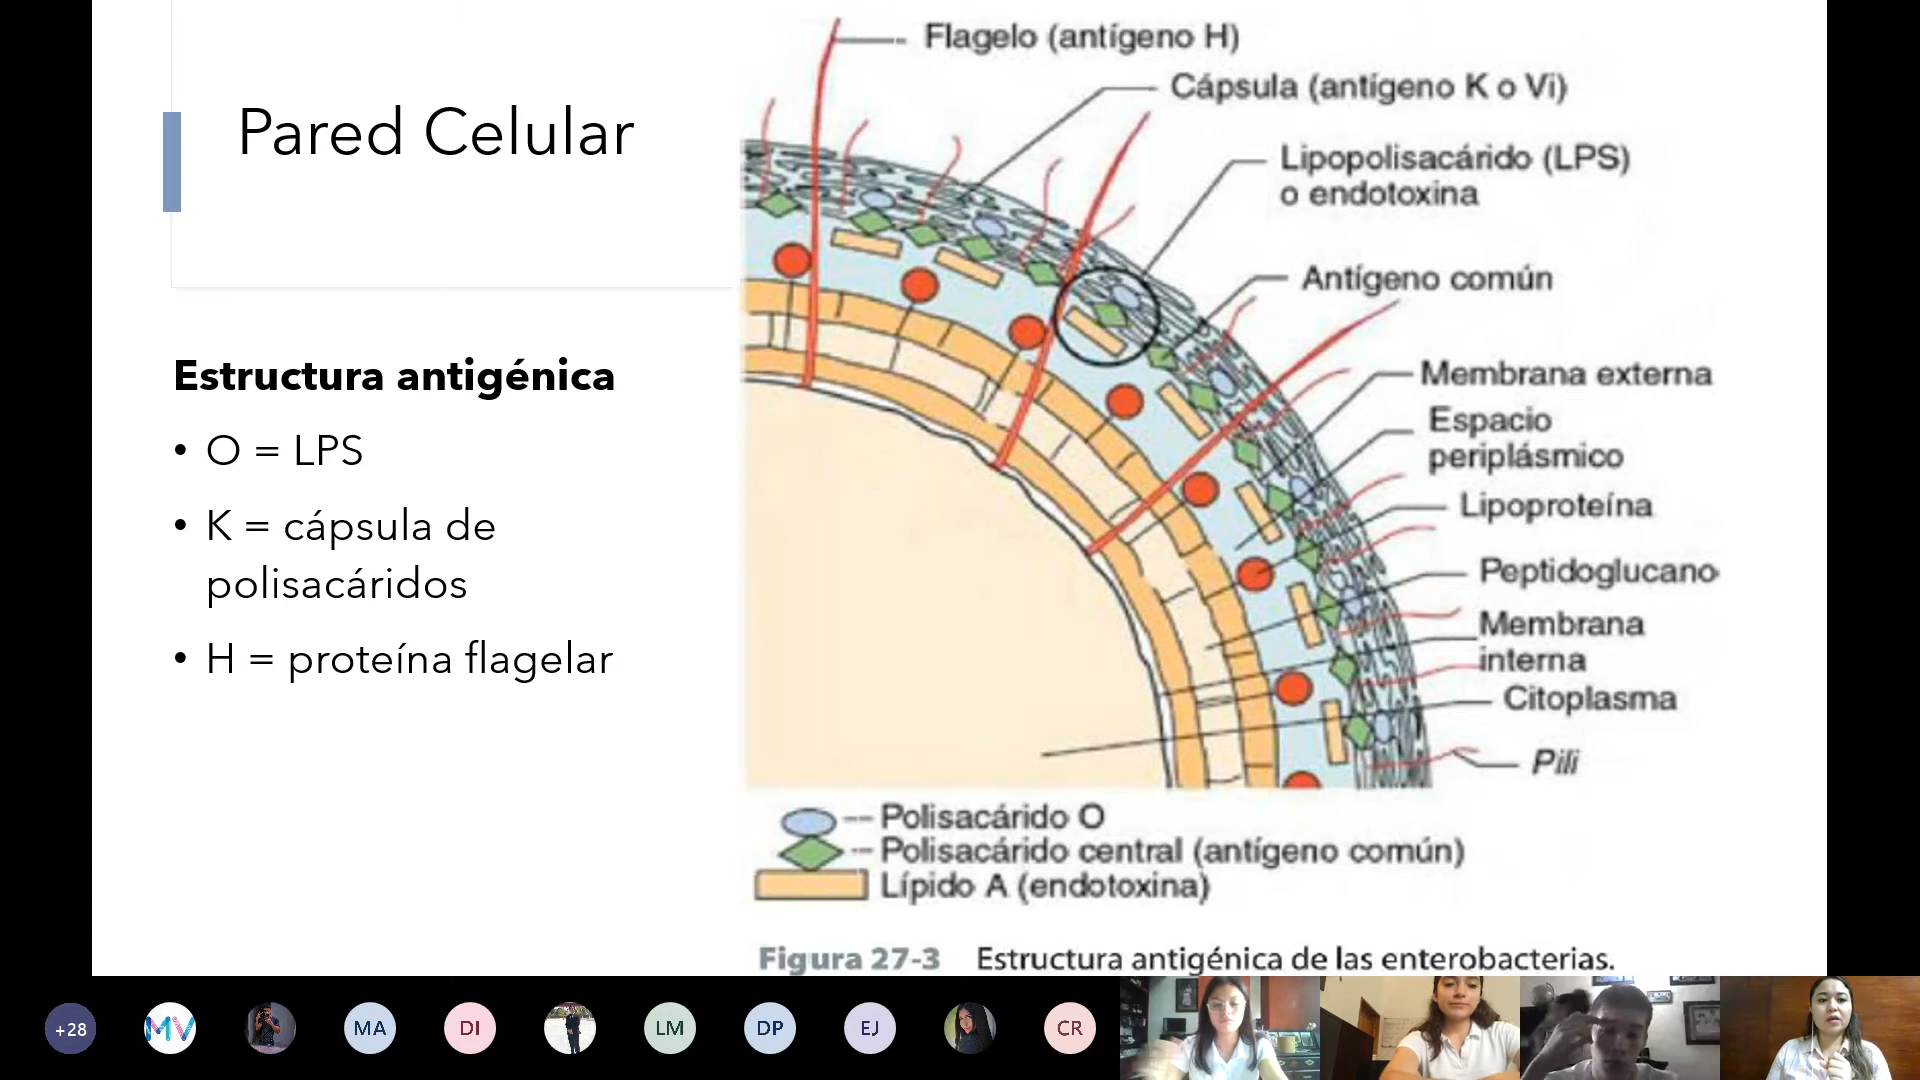 Pared Celular
Estructura antigénica
• O = LPS
• K = cápsula de
polisacáridos
• H = proteína flagelar
Flagelo (antígeno H)
Cápsula (antígeno K o Vi)
Lipopolisacárido (LPS)
o endotoxina
Antígeno común
Membrana externa
Espacio
periplásmico
Lipoproteína
Peptidoglucano
Membrana
interna
Citoplasma
Pili
Polisacárido O
Polisacárido central (antígeno común)
Lípido A (endotoxina)
Figura 27-3 Estructura antigénica de las enterobacterias.
+28
MV
MA
DI
LM
DP
EJ
CR